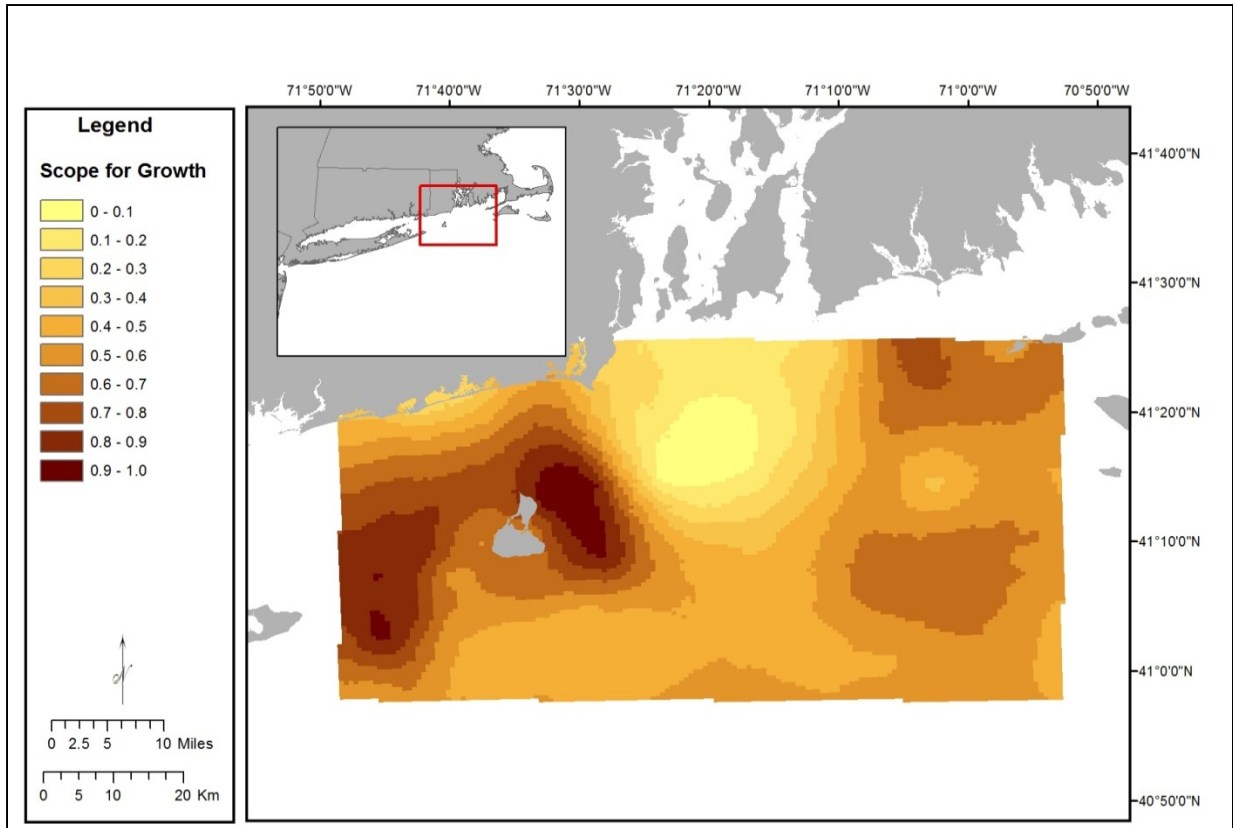 Legend
Scope for Growth
0 - 0.1
0.1 - 0.2
0.2 - 0.3
0.3 - 0.4
0.4 - 0.5
0.5 - 0.6
0.6 - 0.7
0.7 - 0.8
0.8 - 0.9
0.9 - 1.0
N
0 2.5 5 10 Miles
0 5 10 20 Km
71°50'0"W 71°40'0"W 71°30'0"W 71°20'0"W 71°10'0"W 71°0'0"W 70°50'0"W
41°40'0"N
41°30'0"N
41°20'0"N
41°10'0"N
41°0'0"N
40°50'0"N